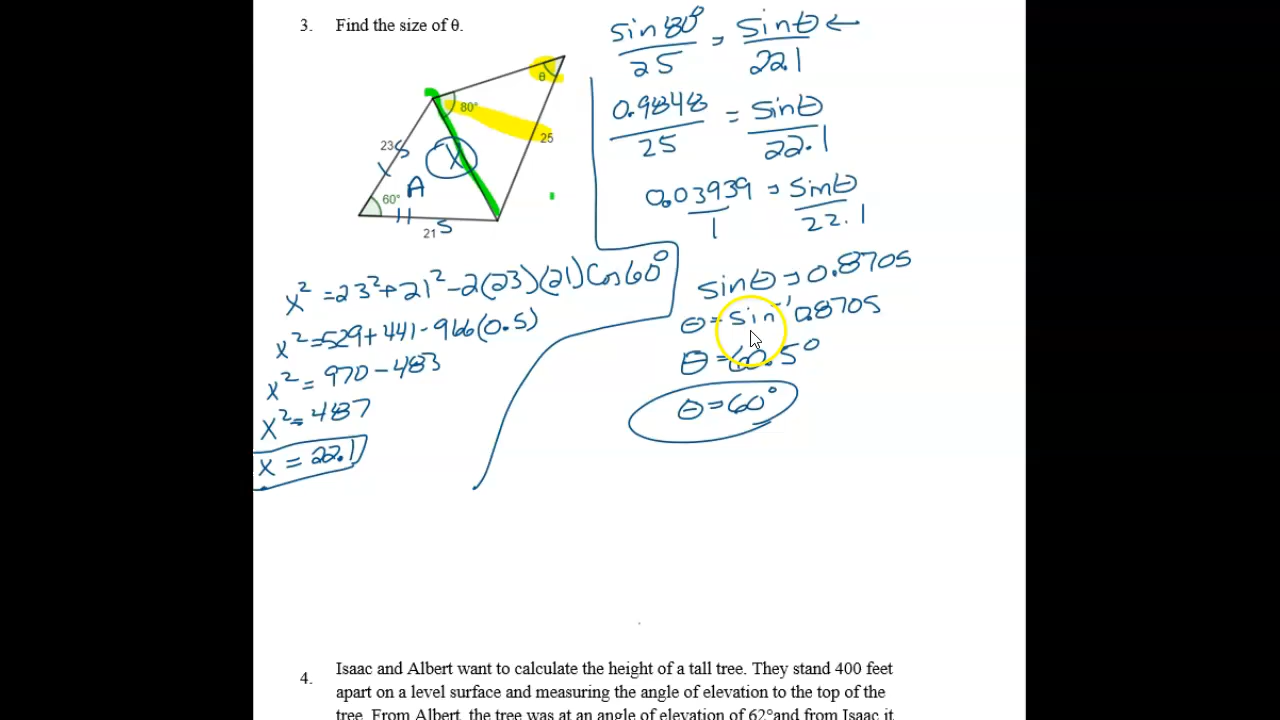 3. Find the size of θ.
θ
80°
23
S
X
A
25
60°
21
S
x² = 23² + 21² - 2(23)(21) Cos60°
x² = 529 + 441 - 966(0.5)
x² = 970 - 483
x² = 487
x = 22.1
sin 80° / 25 = sin θ / 22.1 ←
0.9848 / 25 = sin θ / 22.1
0.03939 / 1 = sin θ / 22.1
sin θ = 0.8705
θ = sin⁻¹ 0.8705
θ = 60.5°
θ = 60°
4. Isaac and Albert want to calculate the height of a tall tree. They stand 400 feet
apart on a level surface and measuring the angle of elevation to the top of the
tree. From Albert, the tree was at an angle of elevation of 62°and from Isaac it